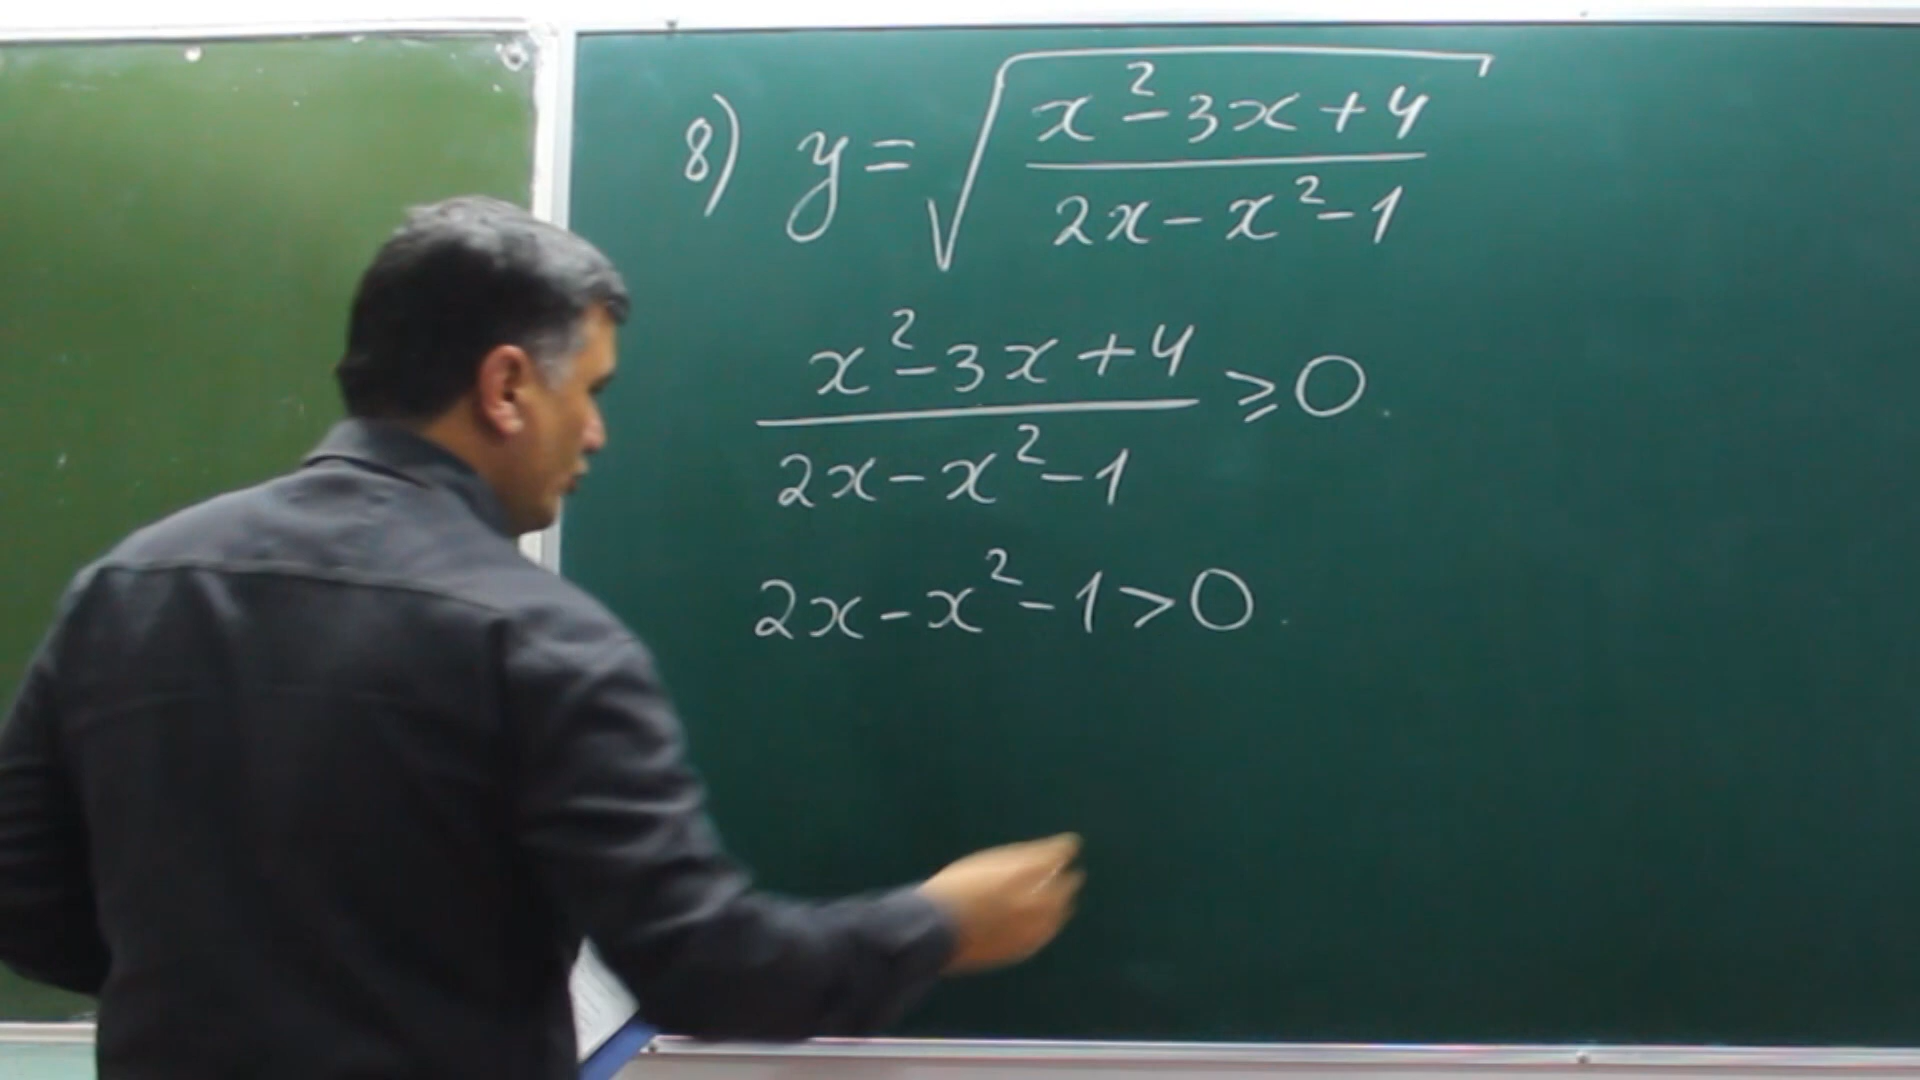 8) y = √((x² - 3x + 4)/(2x - x² - 1))
(x² - 3x + 4)/(2x - x² - 1) ⩾ 0
2x - x² - 1 > 0